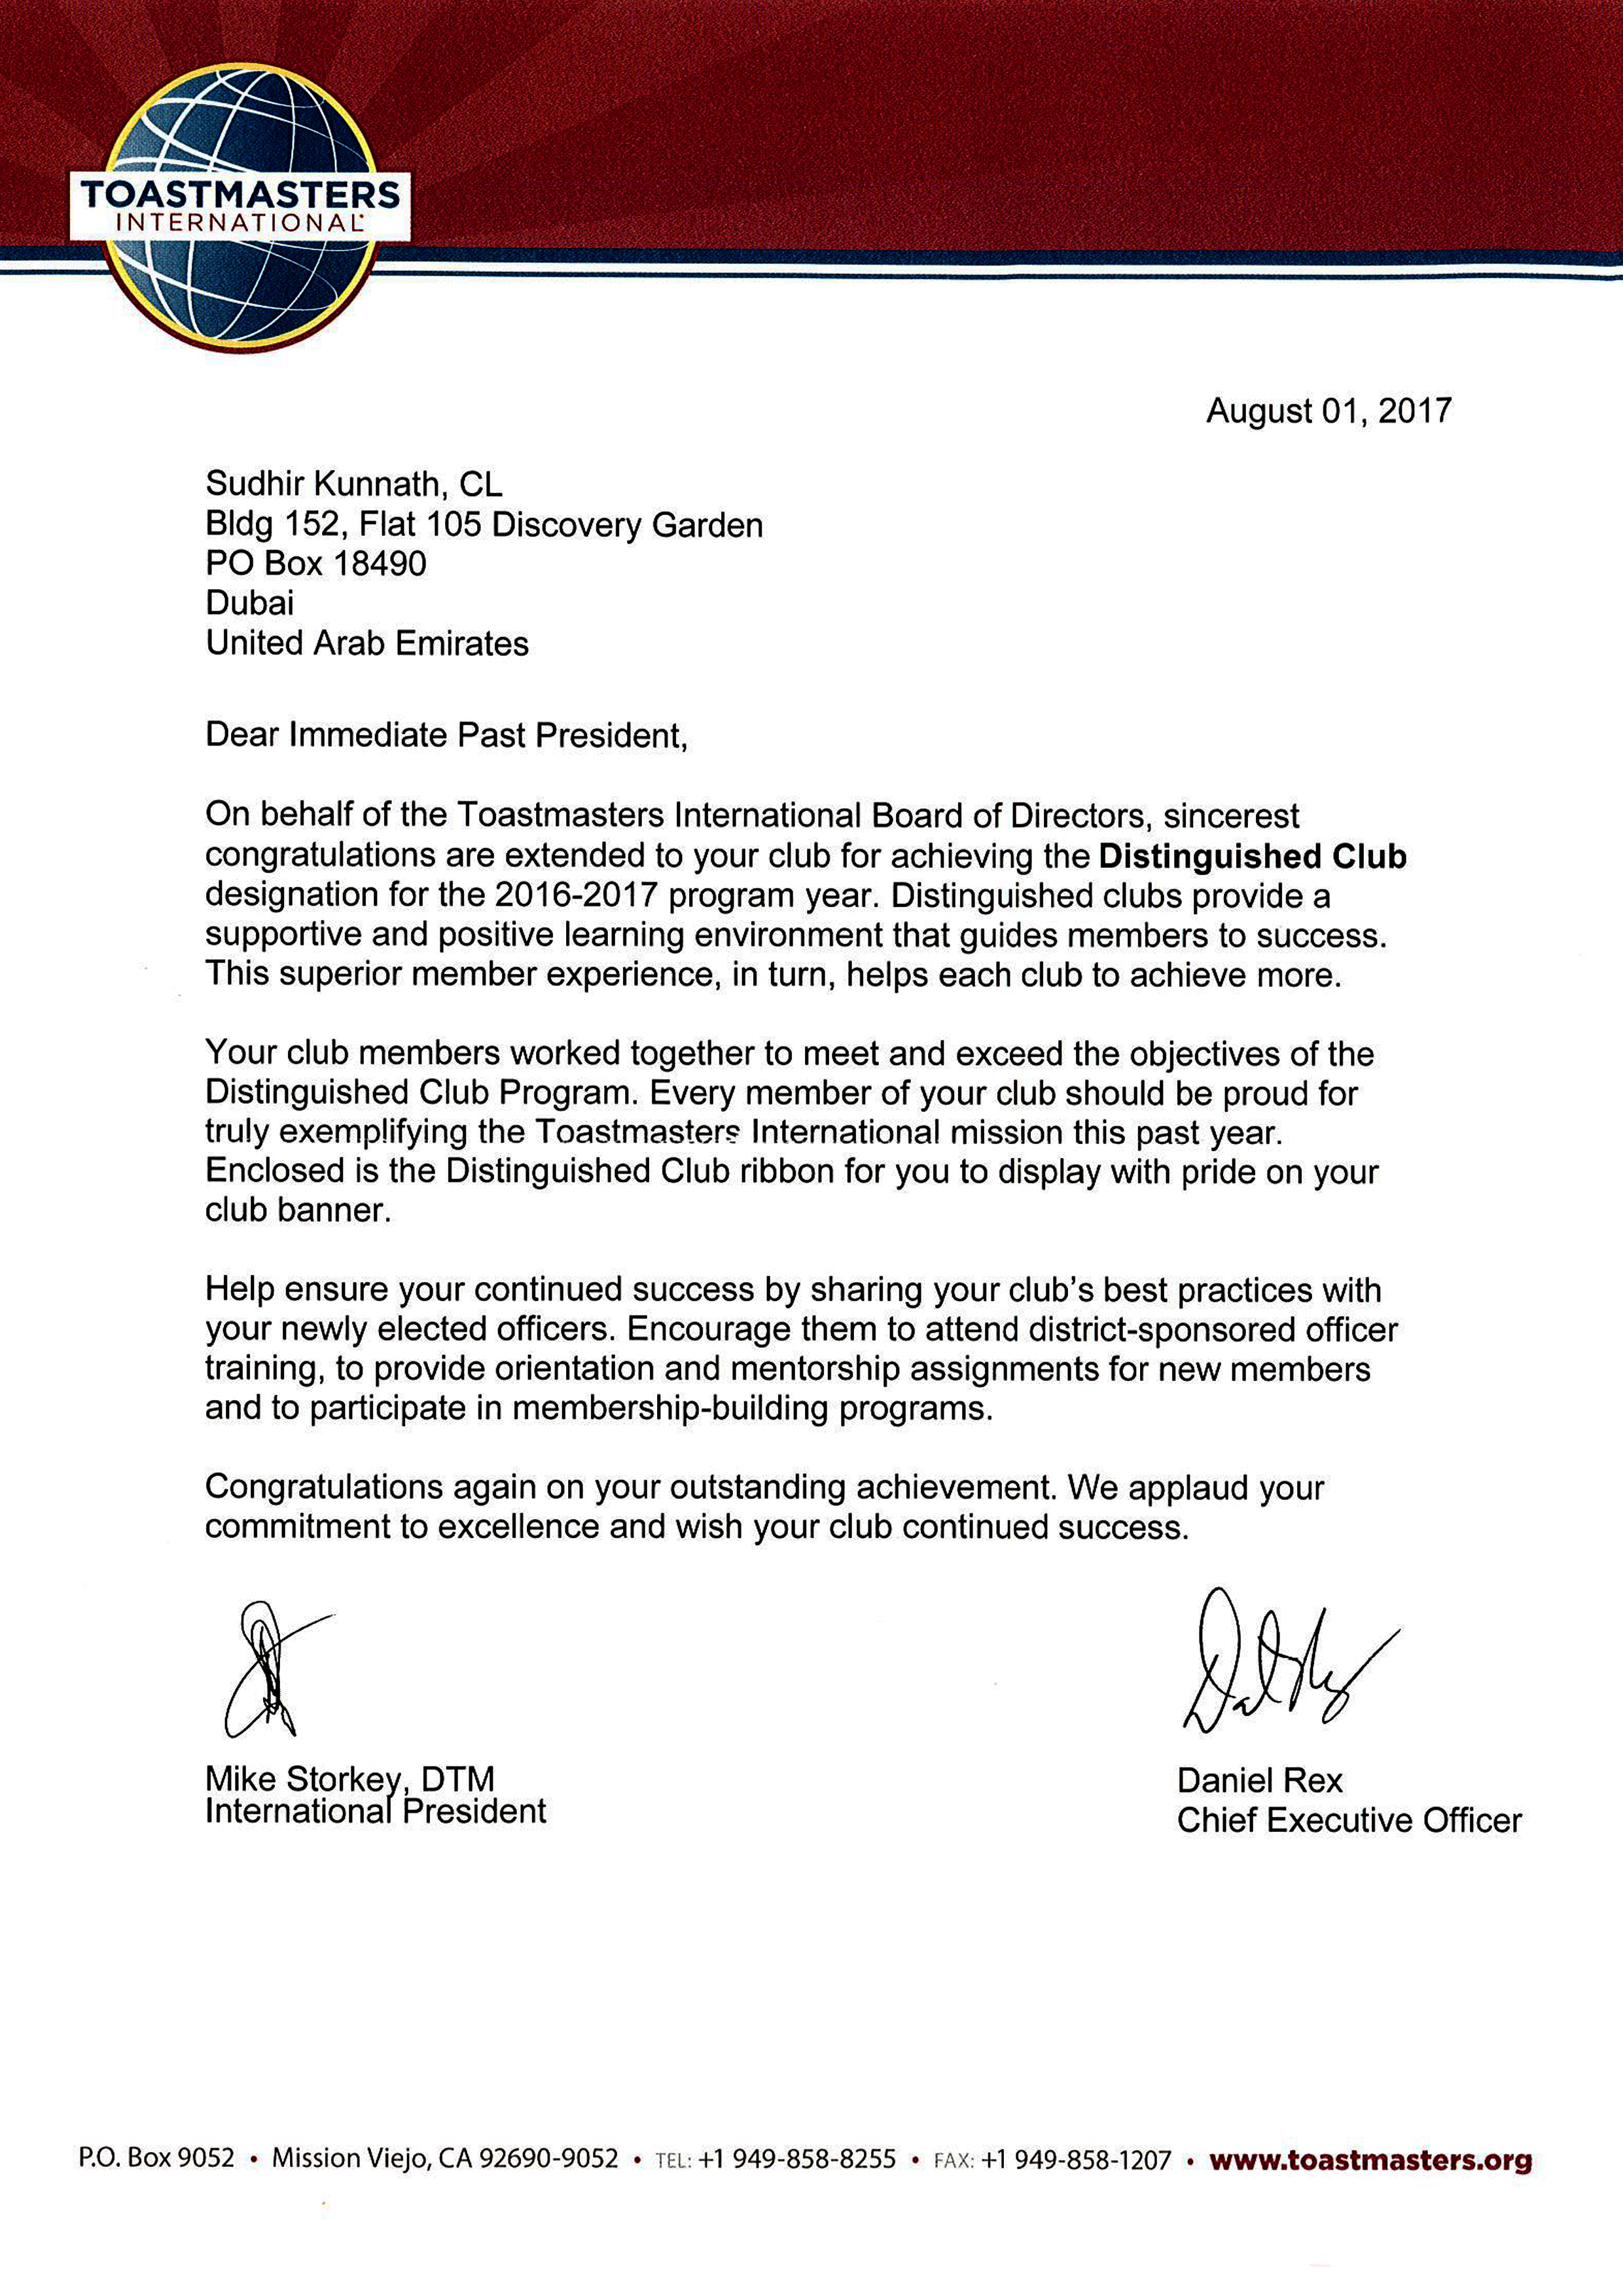 TOASTMASTERS
INTERNATIONAL
August 01, 2017
Sudhir Kunnath, CL
Bldg 152, Flat 105 Discovery Garden
PO Box 18490
Dubai
United Arab Emirates
Dear Immediate Past President,
On behalf of the Toastmasters International Board of Directors, sincerest
congratulations are extended to your club for achieving the Distinguished Club
designation for the 2016-2017 program year. Distinguished clubs provide a
supportive and positive learning environment that guides members to success.
This superior member experience, in turn, helps each club to achieve more.
Your club members worked together to meet and exceed the objectives of the
Distinguished Club Program. Every member of your club should be proud for
truly exemplifying the Toastmasters International mission this past year.
Enclosed is the Distinguished Club ribbon for you to display with pride on your
club banner.
Help ensure your continued success by sharing your club's best practices with
your newly elected officers. Encourage them to attend district-sponsored officer
training, to provide orientation and mentorship assignments for new members
and to participate in membership-building programs.
Congratulations again on your outstanding achievement. We applaud your
commitment to excellence and wish your club continued success.
Mike Storkey, DTM
International President
Daniel Rex
Chief Executive Officer
P.O. Box 9052 • Mission Viejo, CA 92690-9052 • TEL: +1 949-858-8255 • FAX: +1 949-858-1207 • www.toastmasters.org